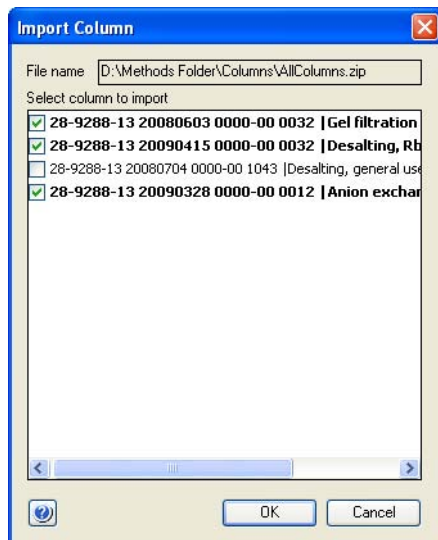 Import Column
File name D:\Methods Folder\Columns\AllColumns.zip
Select column to import
28-9288-13 20080603 0000-00 0032 |Gel filtration
28-9288-13 20090415 0000-00 0032 |Desalting, Rb
28-9288-13 20080704 0000-00 1043 |Desalting, general use
28-9288-13 20090328 0000-00 0012 |Anion exchar
OK Cancel